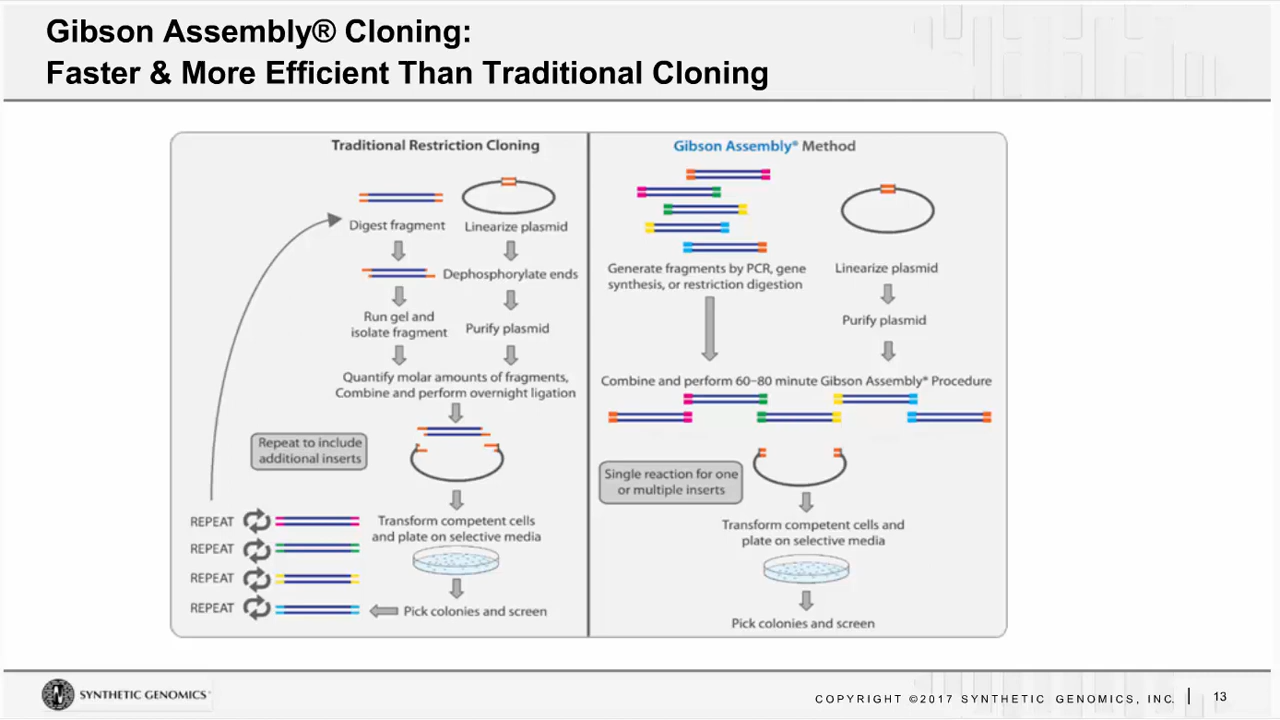 Gibson Assembly® Cloning:
Faster & More Efficient Than Traditional Cloning
Traditional Restriction Cloning
Digest fragment
Linearize plasmid
Dephosphorylate ends
Run gel and
isolate fragment
Purify plasmid
Quantify molar amounts of fragments,
Combine and perform overnight ligation
Repeat to include
additional inserts
Transform competent cells
and plate on selective media
Pick colonies and screen
REPEAT
REPEAT
REPEAT
REPEAT
Gibson Assembly® Method
Generate fragments by PCR, gene
synthesis, or restriction digestion
Linearize plasmid
Purify plasmid
Combine and perform 60–80 minute Gibson Assembly® Procedure
Single reaction for one
or multiple inserts
Transform competent cells and
plate on selective media
Pick colonies and screen
SYNTHETIC GENOMICS®
COPYRIGHT ©2017 SYNTHETIC GENOMICS, INC. | 13